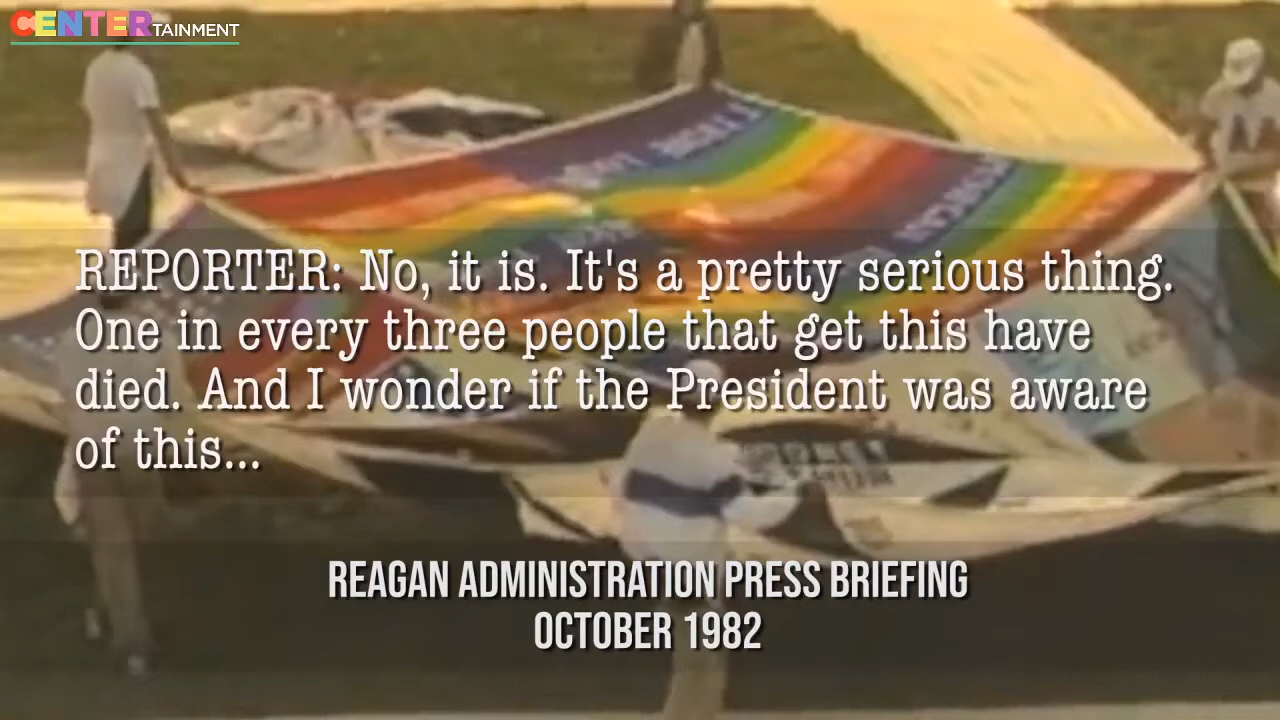 CENTERTAINMENT
REPORTER: No, it is. It's a pretty serious thing.
One in every three people that get this have
died. And I wonder if the President was aware
of this...
REAGAN ADMINISTRATION PRESS BRIEFING
OCTOBER 1982